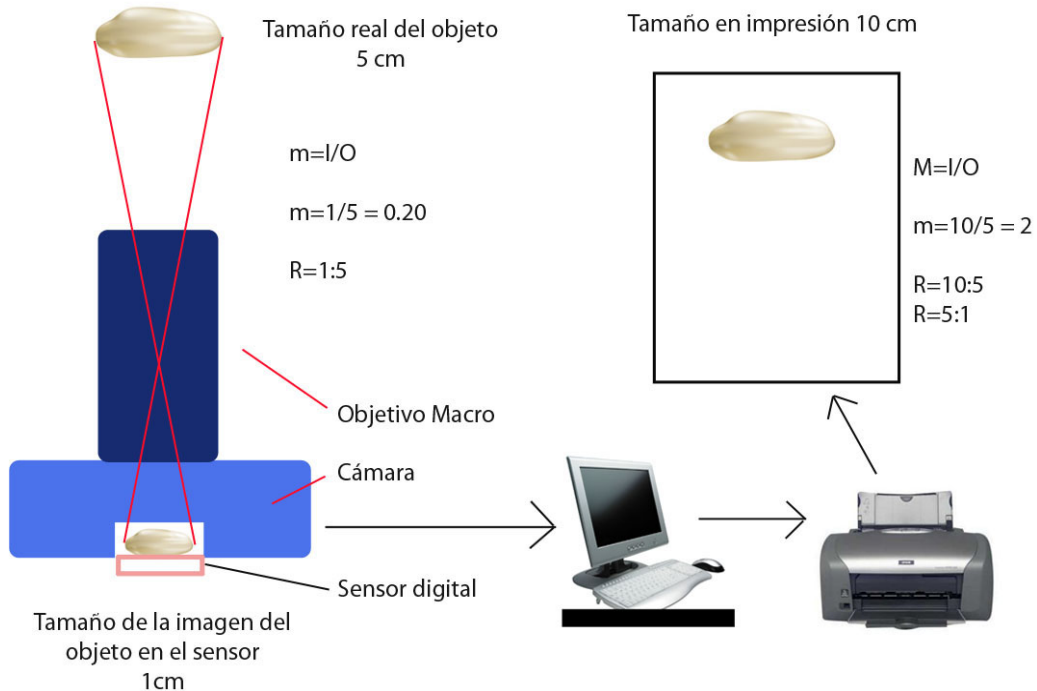 Tamaño real del objeto
5 cm
Tamaño en impresión 10 cm
m=I/O
m=1/5 = 0.20
R=1:5
M=I/O
m=10/5 = 2
R=10:5
R=5:1
Objetivo Macro
Cámara
Sensor digital
Tamaño de la imagen del
objeto en el sensor
1cm